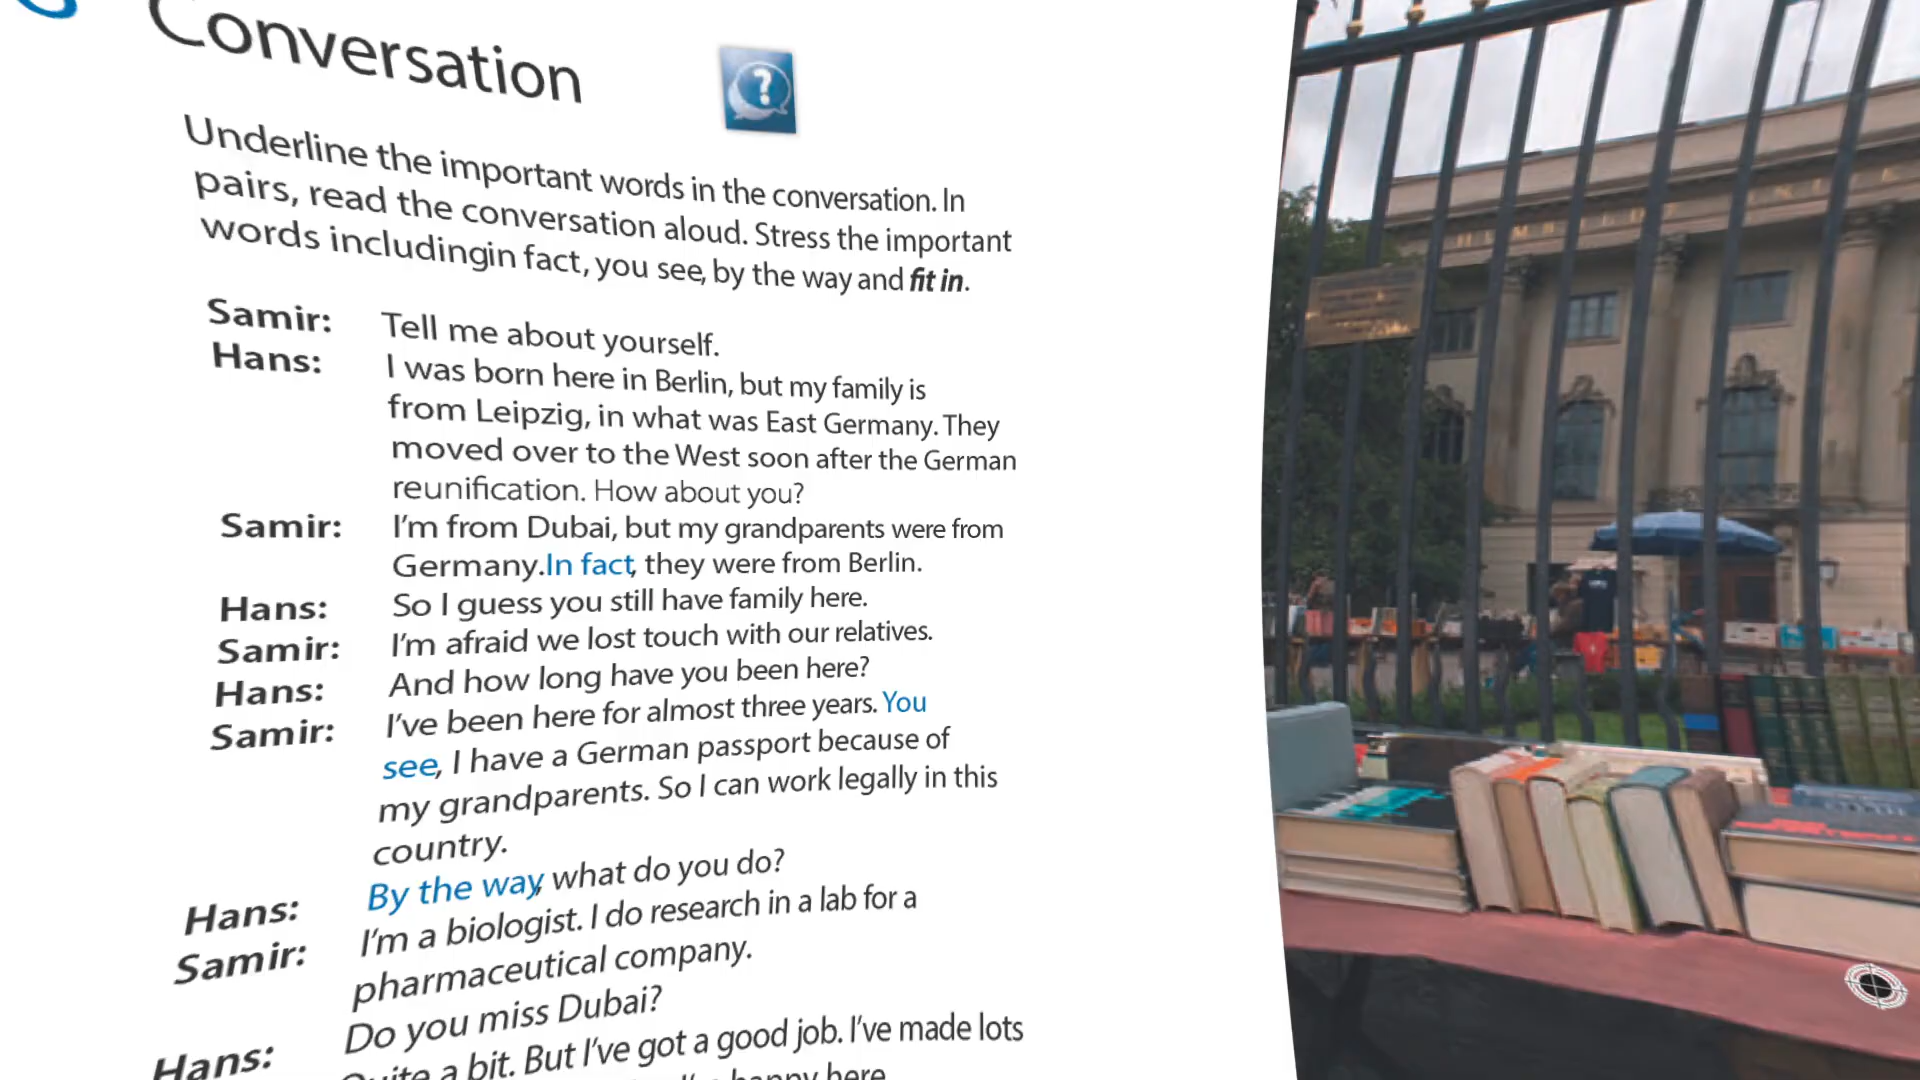 Conversation
?
Underline the important words in the conversation. In
pairs, read the conversation aloud. Stress the important
words includingin fact, you see, by the way and fit in.
Samir: Tell me about yourself.
Hans: I was born here in Berlin, but my family is
from Leipzig, in what was East Germany. They
moved over to the West soon after the German
reunification. How about you?
Samir: I'm from Dubai, but my grandparents were from
Germany.In fact, they were from Berlin.
Hans: So I guess you still have family here.
Samir: I'm afraid we lost touch with our relatives.
Hans: And how long have you been here?
Samir: I've been here for almost three years. You
see, I have a German passport because of
my grandparents. So I can work legally in this
country.
Hans: By the way, what do you do?
Samir: I'm a biologist. I do research in a lab for a
pharmaceutical company.
Hans: Do you miss Dubai?
Quite a bit. But I've got a good job. I've made lots
I'm happy here